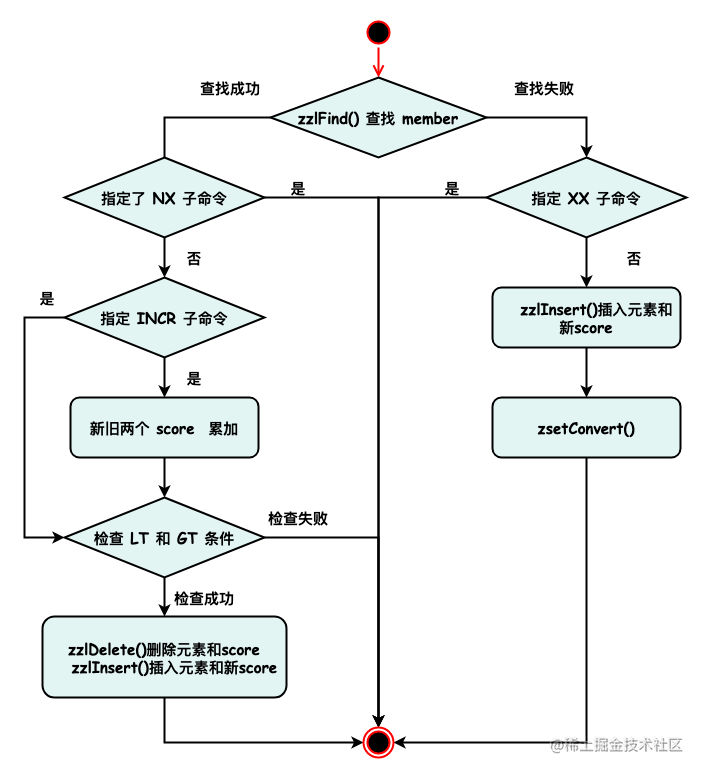 查找成功
查找失败
zzlFind() 查找 member
指定了 NX 子命令
是
是
指定 XX 子命令
否
否
是
指定 INCR 子命令
zzlInsert()插入元素和
新score
是
新旧两个 score 累加
zsetConvert()
检查失败
检查 LT 和 GT 条件
检查成功
zzlDelete()删除元素和score
zzlInsert()插入元素和新score
@稀土掘金技术社区